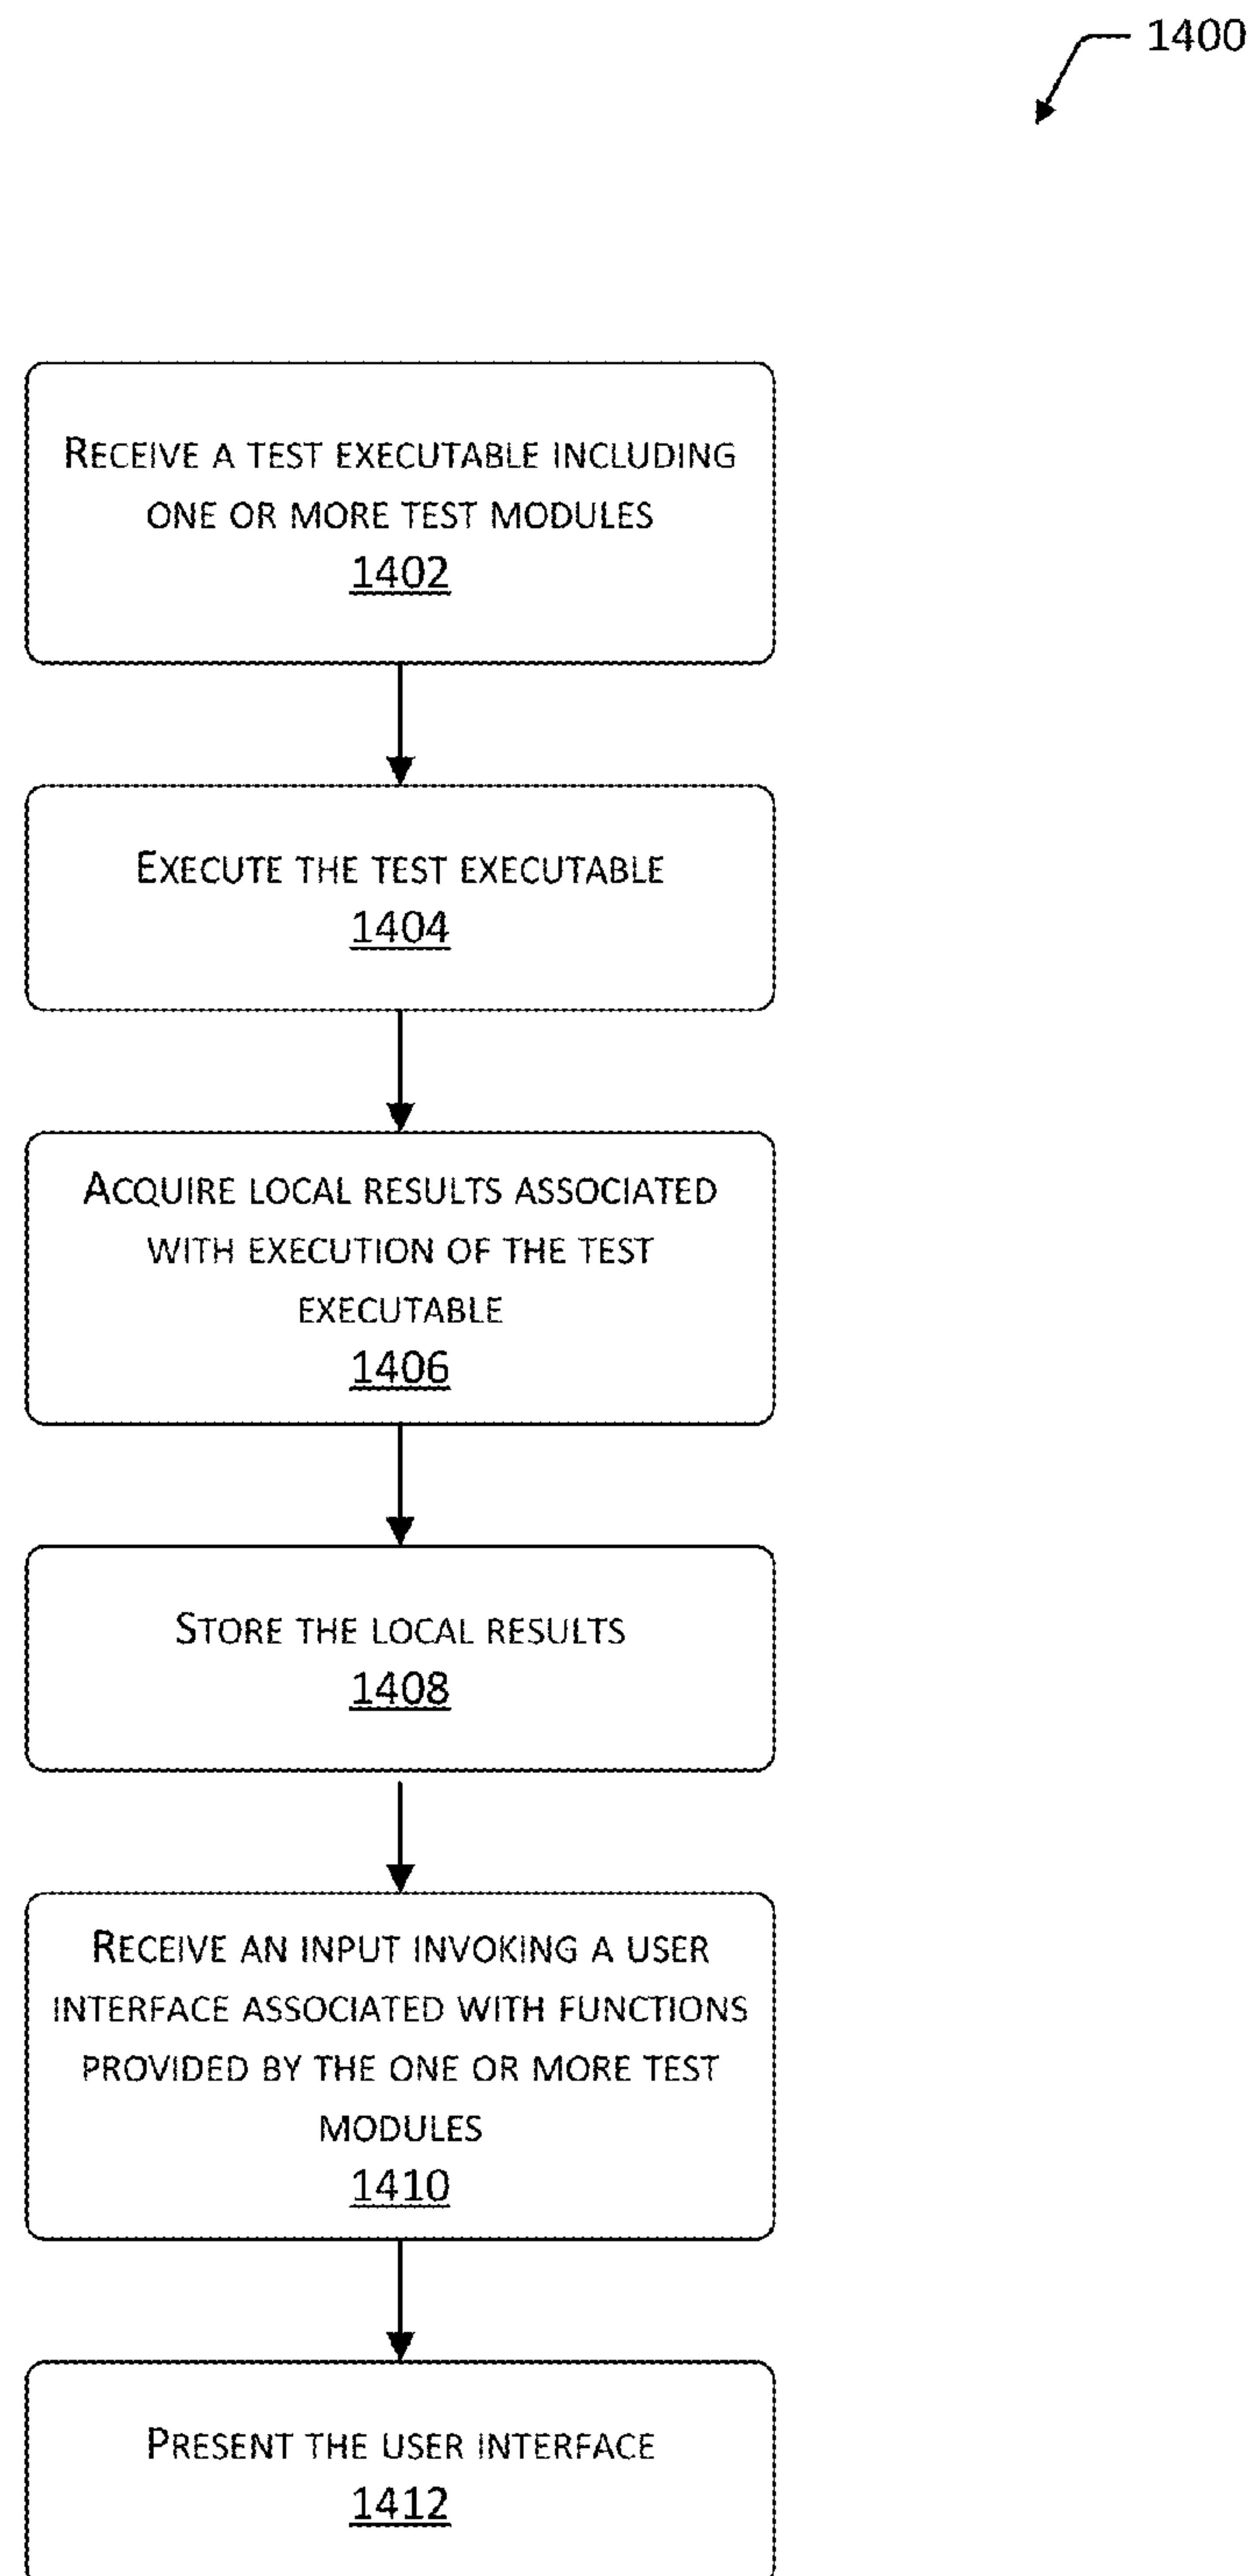 1400
RECEIVE A TEST EXECUTABLE INCLUDING
ONE OR MORE TEST MODULES
1402
EXECUTE THE TEST EXECUTABLE
1404
ACQUIRE LOCAL RESULTS ASSOCIATED
WITH EXECUTION OF THE TEST
EXECUTABLE
1406
STORE THE LOCAL RESULTS
1408
RECEIVE AN INPUT INVOKING A USER
INTERFACE ASSOCIATED WITH FUNCTIONS
PROVIDED BY THE ONE OR MORE TEST
MODULES
1410
PRESENT THE USER INTERFACE
1412